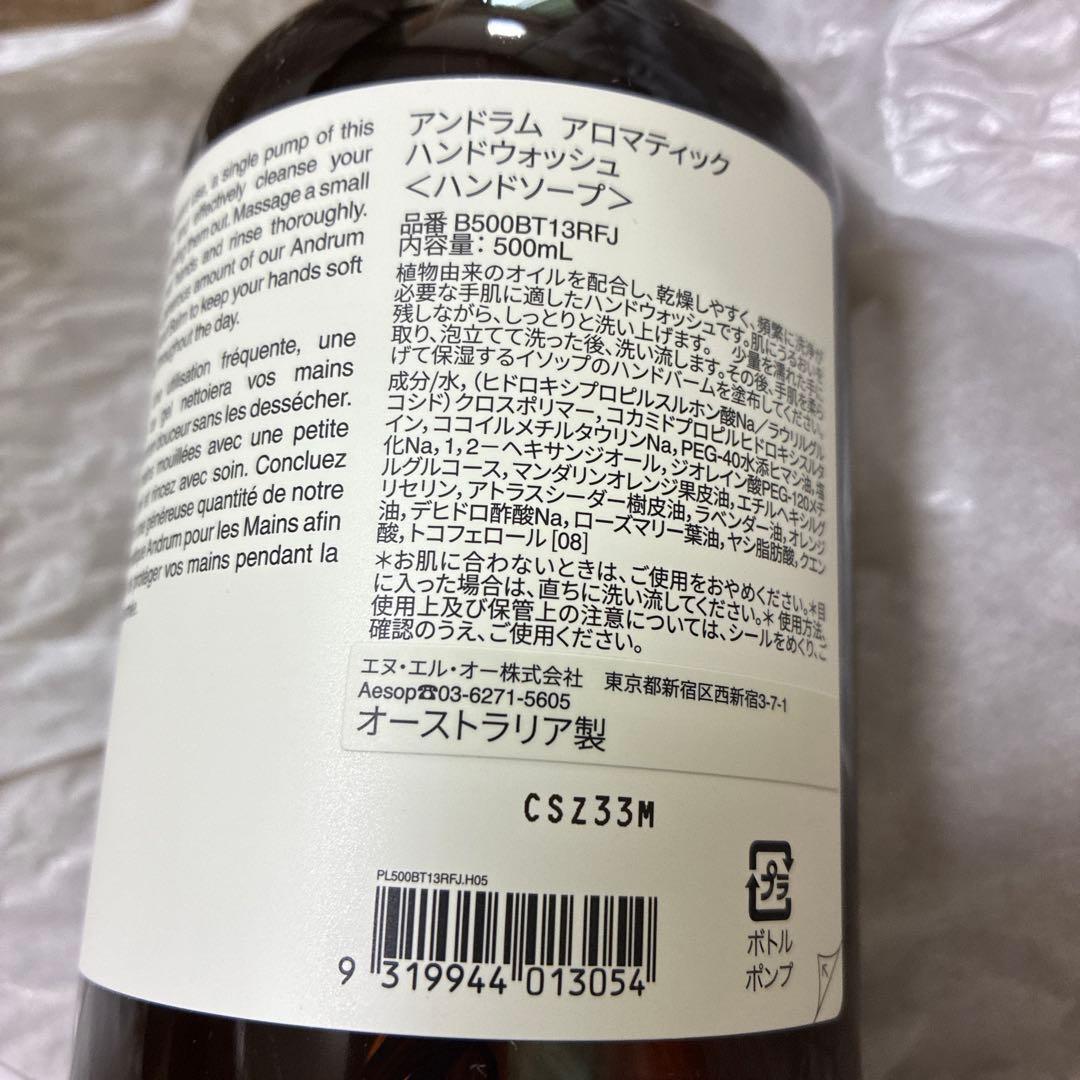 use, a single pump of this
effectively cleanse your
them out. Massage a small
hands and rinse thoroughly.
amount of our Andrum
Balm to keep your hands soft
throughout the day.
utilisation fréquente, une
gel nettoiera vos mains
douceur sans les dessécher.
mouillées avec une petite
et rincez avec soin. Concluez
généreuse quantité de notre
Andrum pour les Mains afin
protéger vos mains pendant la
アンドラム アロマティック
ハンドウォッシュ
<ハンドソープ>
品番 B500BT13RFJ
内容量: 500mL
植物由来のオイルを配合し、乾燥しやすく、頻繁に洗浄が
必要な手肌に適したハンドウォッシュです。肌にうるおいを
残しながら、しっとりと洗い上げます。 少量を濡れた手に
取り、泡立てて洗った後、洗い流します。その後、手肌を柔ら
げて保湿するイソップのハンドバームを塗布してください。
成分/水, (ヒドロキシプロピルスルホン酸Na/ラウリルグル
コシド)クロスポリマー, コカミドプロピルヒドロキシスルタ
イン, ココイルメチルタウリンNa, PEG-40水添ヒマシ油, 塩
化Na, 1, 2-ヘキサンジオール, ジオレイン酸PEG-120メチ
ルグルコース, マンダリンオレンジ果皮油, エチルヘキシルグ
リセリン, アトラスシーダー樹皮油, ラベンダー油, オレンジ
油, デヒドロ酢酸Na, ローズマリー葉油, ヤシ脂肪酸, クエン
酸, トコフェロール [08]
*お肌に合わないときは、ご使用をおやめください。*目
に入った場合は、直ちに洗い流してください。* 使用方法、
使用上及び保管上の注意については、シールをめくり、ご
確認のうえ、ご使用ください。
エヌ・エル・オー株式会社 東京都新宿区西新宿3-7-1
Aesop☎03-6271-5605
オーストラリア製
CSZ33M
PL500BT13RFJ.H05
9 319944 013054
プラ
ボトル
ポンプ